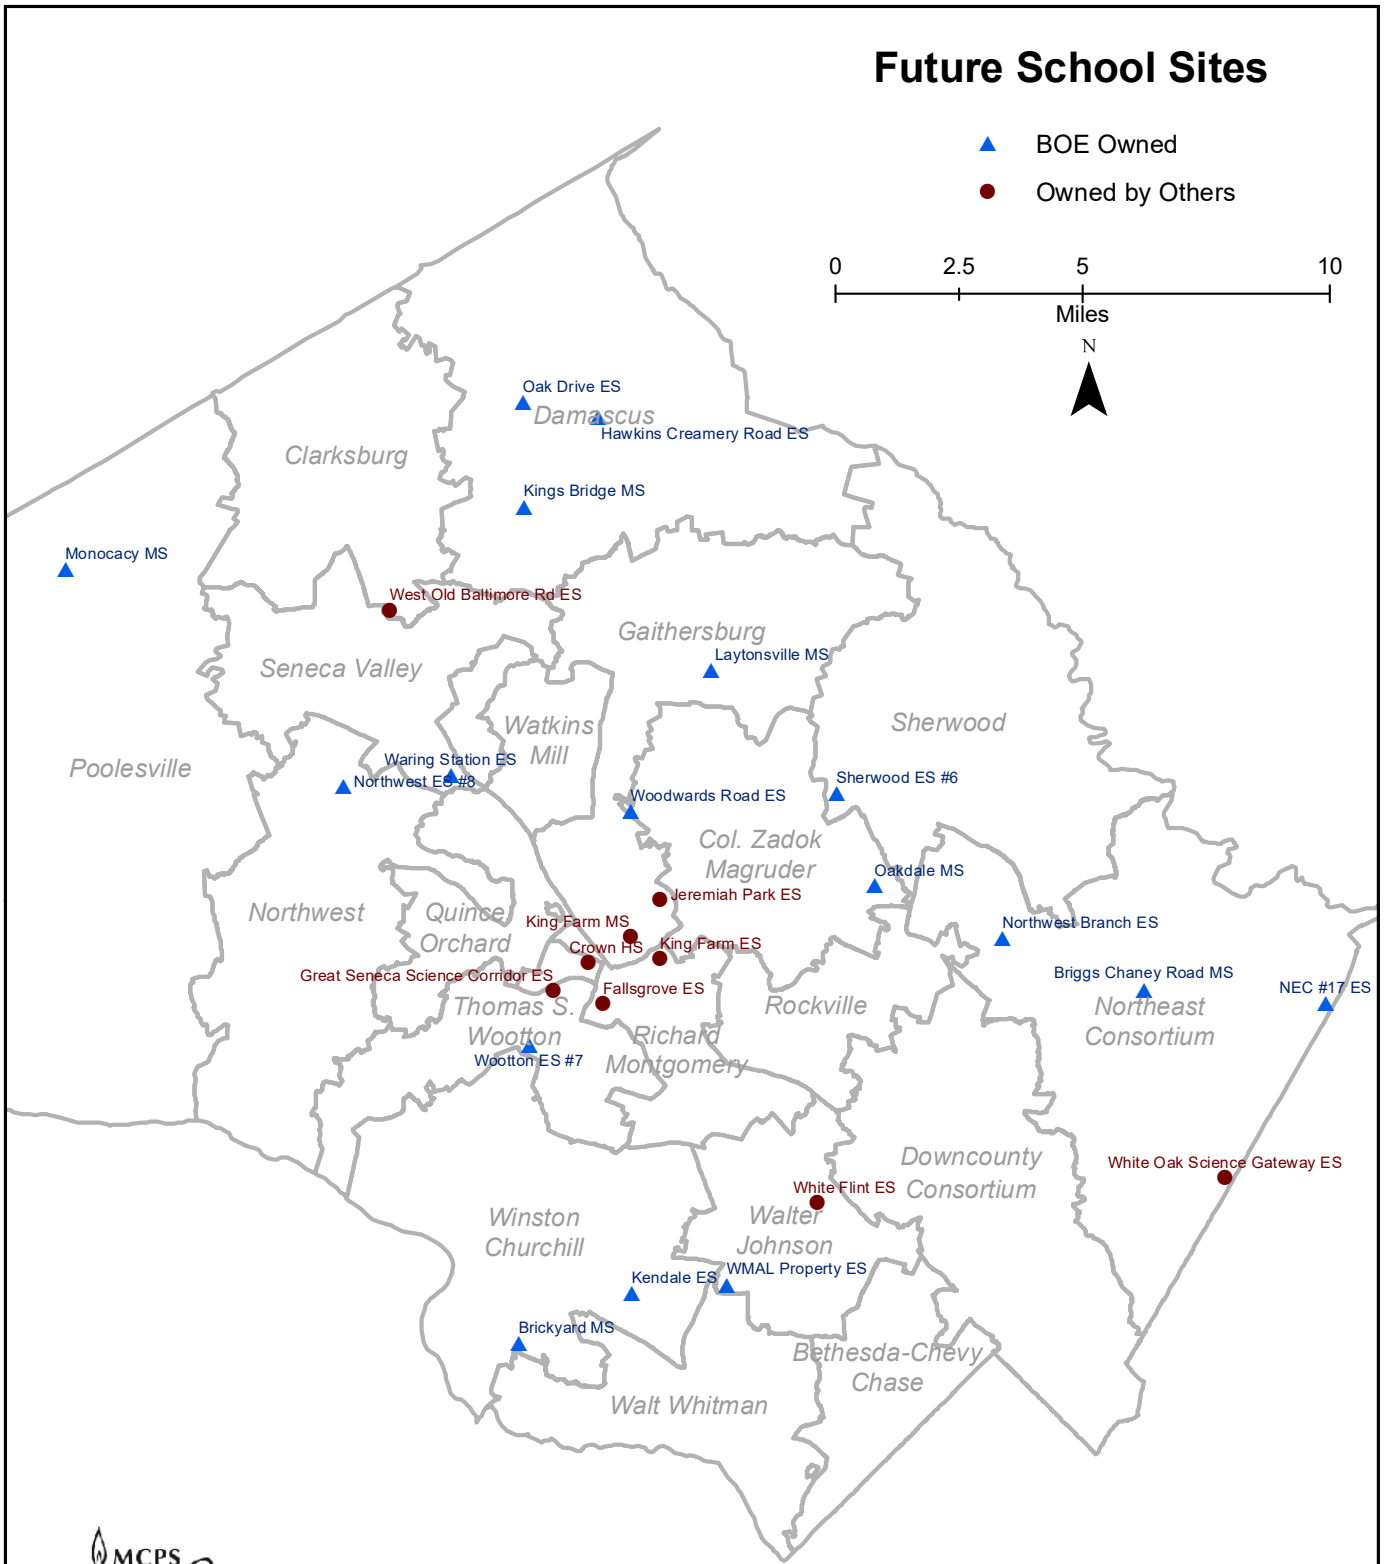 Future School Sites
BOE Owned
Owned by Others
0 2.5 5 10
Miles
N
Oak Drive ES
Damascus
Hawkins Creamery Road ES
Clarksburg
Kings Bridge MS
Monocacy MS
West Old Baltimore Rd ES
Gaithersburg
Laytonsville MS
Seneca Valley
Watkins
Mill
Sherwood
Poolesville
Waring Station ES
Northwest ES #8
Sherwood ES #6
Woodwards Road ES
Col. Zadok
Magruder
Oakdale MS
Jeremiah Park ES
Northwest
Quince
Orchard
King Farm MS
Crown HS
King Farm ES
Northwest Branch ES
Great Seneca Science Corridor ES
Fallsgrove ES
Briggs Chaney Road MS
NEC #17 ES
Thomas S.
Wootton
Rockville
Northeast
Consortium
Richard
Montgomery
Wootton ES #7
Downcounty
Consortium
White Oak Science Gateway ES
White Flint ES
Walter
Johnson
Winston
Churchill
WMAL Property ES
Kendale ES
Brickyard MS
Bethesda-Chevy
Chase
Walt Whitman
MCPS